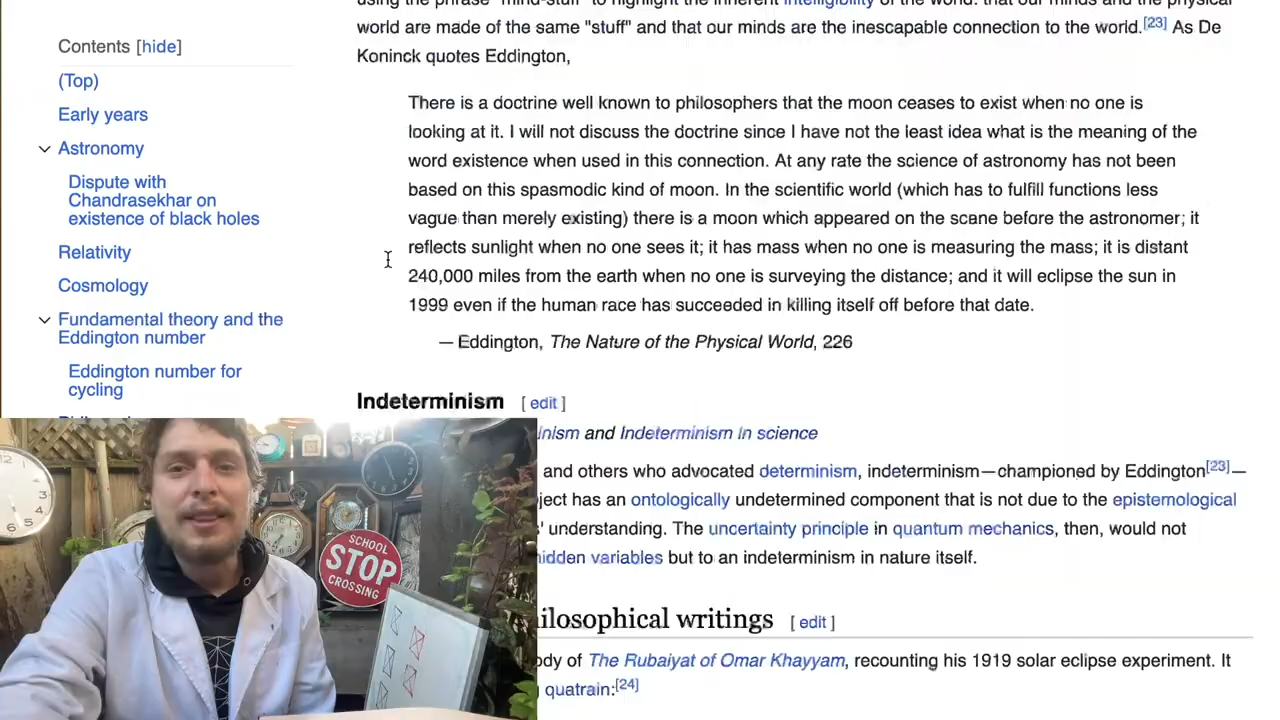 using the phrase "mind-stuff" to highlight the inherent intelligibility of the world: that our minds and the physical
world are made of the same "stuff" and that our minds are the inescapable connection to the world.[23] As De
Koninck quotes Eddington,
There is a doctrine well known to philosophers that the moon ceases to exist when no one is
looking at it. I will not discuss the doctrine since I have not the least idea what is the meaning of the
word existence when used in this connection. At any rate the science of astronomy has not been
based on this spasmodic kind of moon. In the scientific world (which has to fulfill functions less
vague than merely existing) there is a moon which appeared on the scene before the astronomer; it
reflects sunlight when no one sees it; it has mass when no one is measuring the mass; it is distant
240,000 miles from the earth when no one is surveying the distance; and it will eclipse the sun in
1999 even if the human race has succeeded in killing itself off before that date.
— Eddington, The Nature of the Physical World, 226
Indeterminism [ edit ]
and Indeterminism in science
and others who advocated determinism, indeterminism—championed by Eddington[23]—
has an ontologically undetermined component that is not due to the epistemological
understanding. The uncertainty principle in quantum mechanics, then, would not
variables but to an indeterminism in nature itself.
writings [ edit ]
of The Rubaiyat of Omar Khayyam, recounting his 1919 solar eclipse experiment. It
quatrain:[24]
Contents [hide]
(Top)
Early years
Astronomy
Dispute with
Chandrasekhar on
existence of black holes
Relativity
Cosmology
Fundamental theory and the
Eddington number
Eddington number for
cycling
SCHOOL
STOP
CROSSING